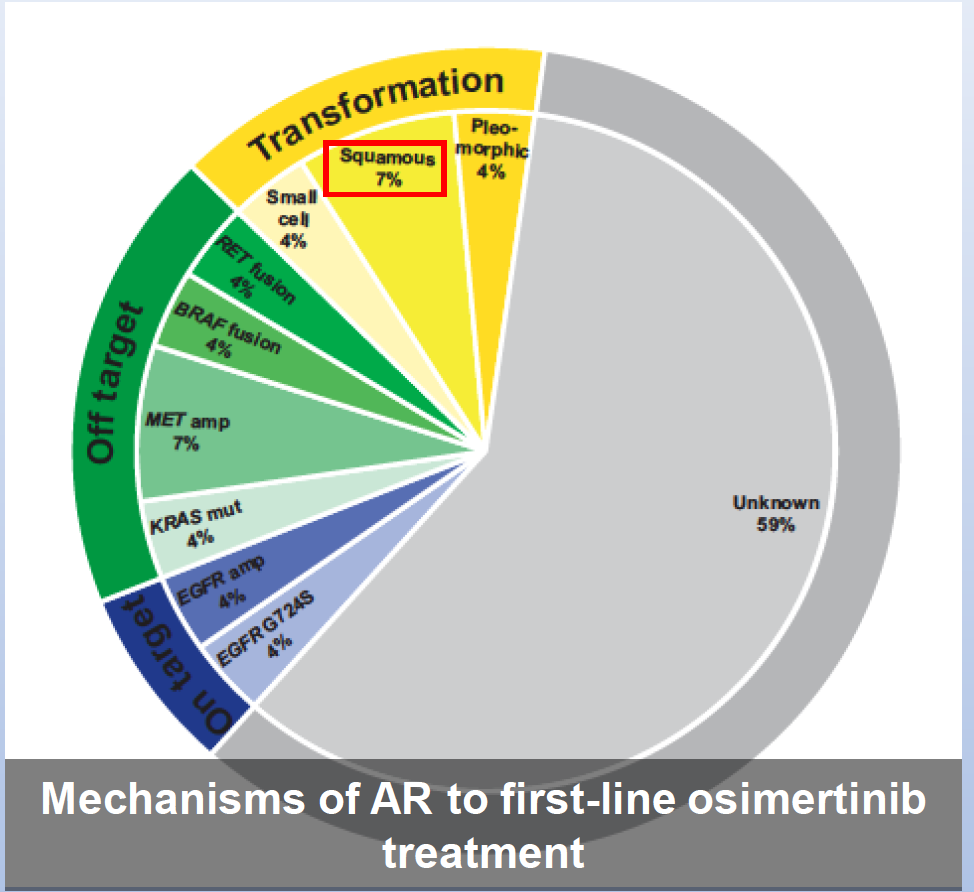 Transformation
Pleo-
morphic
4%
Squamous
7%
Small
cell
4%
RET fusion
4%
BRAF fusion
4%
Off target
MET amp
7%
KRAS mut
4%
EGFR amp
4%
EGFR G724S
4%
On target
Unknown
59%
Mechanisms of AR to first-line osimertinib
treatment